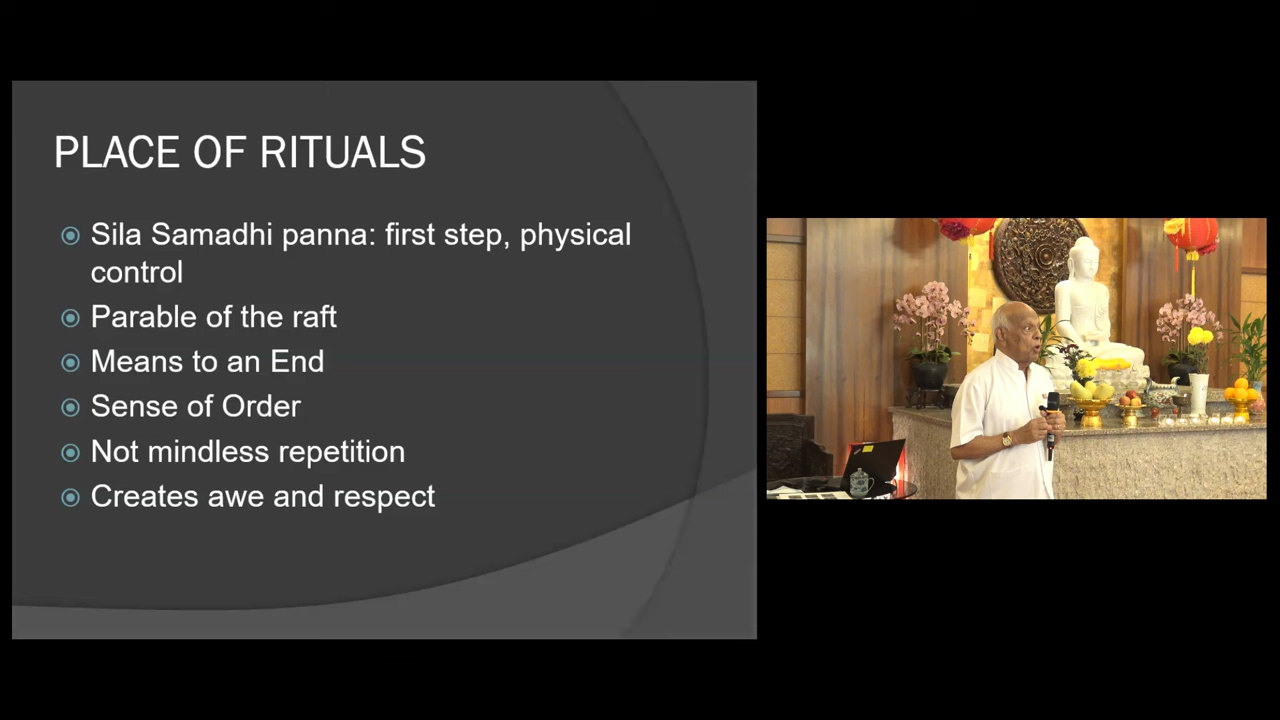 PLACE OF RITUALS
Sila Samadhi panna: first step, physical
control
Parable of the raft
Means to an End
Sense of Order
Not mindless repetition
Creates awe and respect